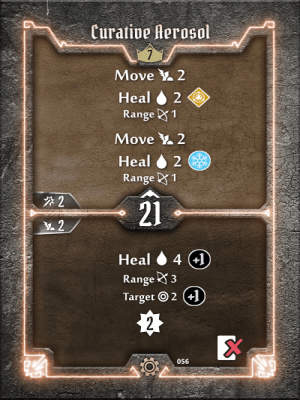 Curative Aerosol
7
Move 2
Heal 2
Range 1
Move 2
Heal 2
Range 1
2
21
2
Heal 4 +1
Range 3
Target 2 +1
2
056